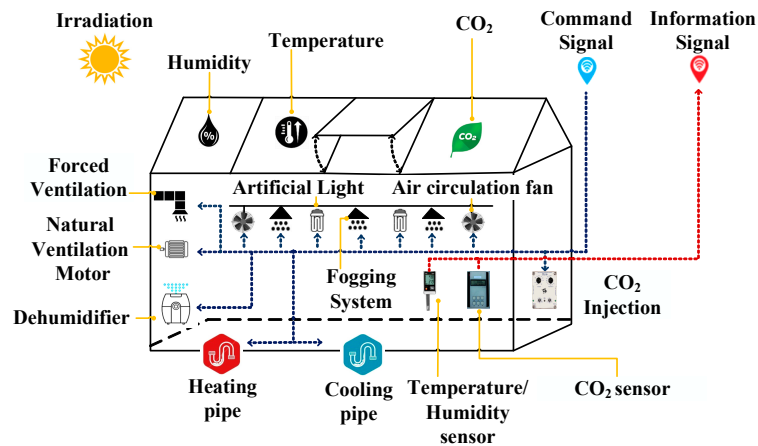 Irradiation
Humidity
Temperature
CO₂
Command
Signal
Information
Signal
%
CO₂
Forced
Ventilation
Artificial Light
Air circulation fan
Natural
Ventilation
Motor
Fogging
System
CO₂
Injection
Dehumidifier
Heating
pipe
Cooling
pipe
Temperature/
Humidity
sensor
CO₂ sensor